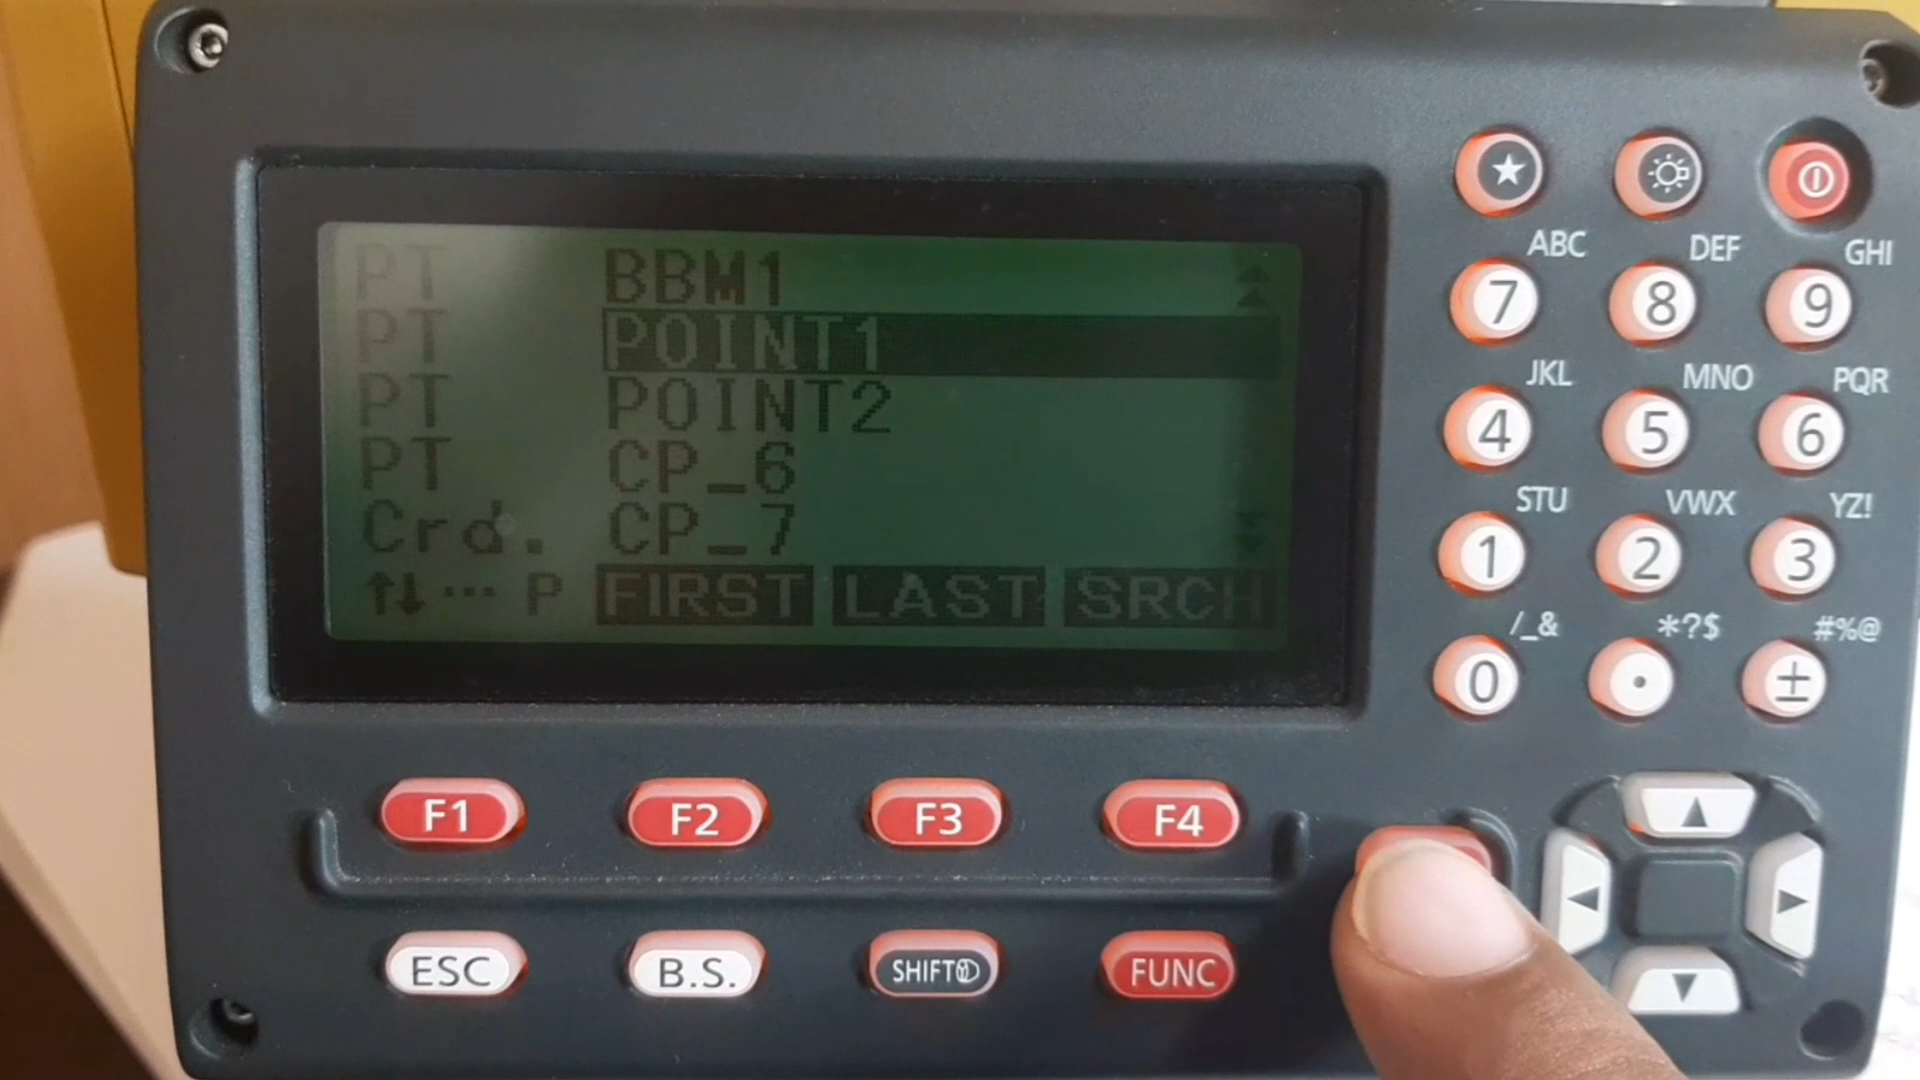 PT BBM1
PT POINT1
PT POINT2
PT CP_6
Crd. CP_7
↑↓… P FIRST LAST SRCH
ABC DEF GHI
7 8 9
JKL MNO PQR
4 5 6
STU VWX YZ!
1 2 3
/_& *?$ #%@
0 • ±
F1 F2 F3 F4
ESC B.S. SHIFT FUNC